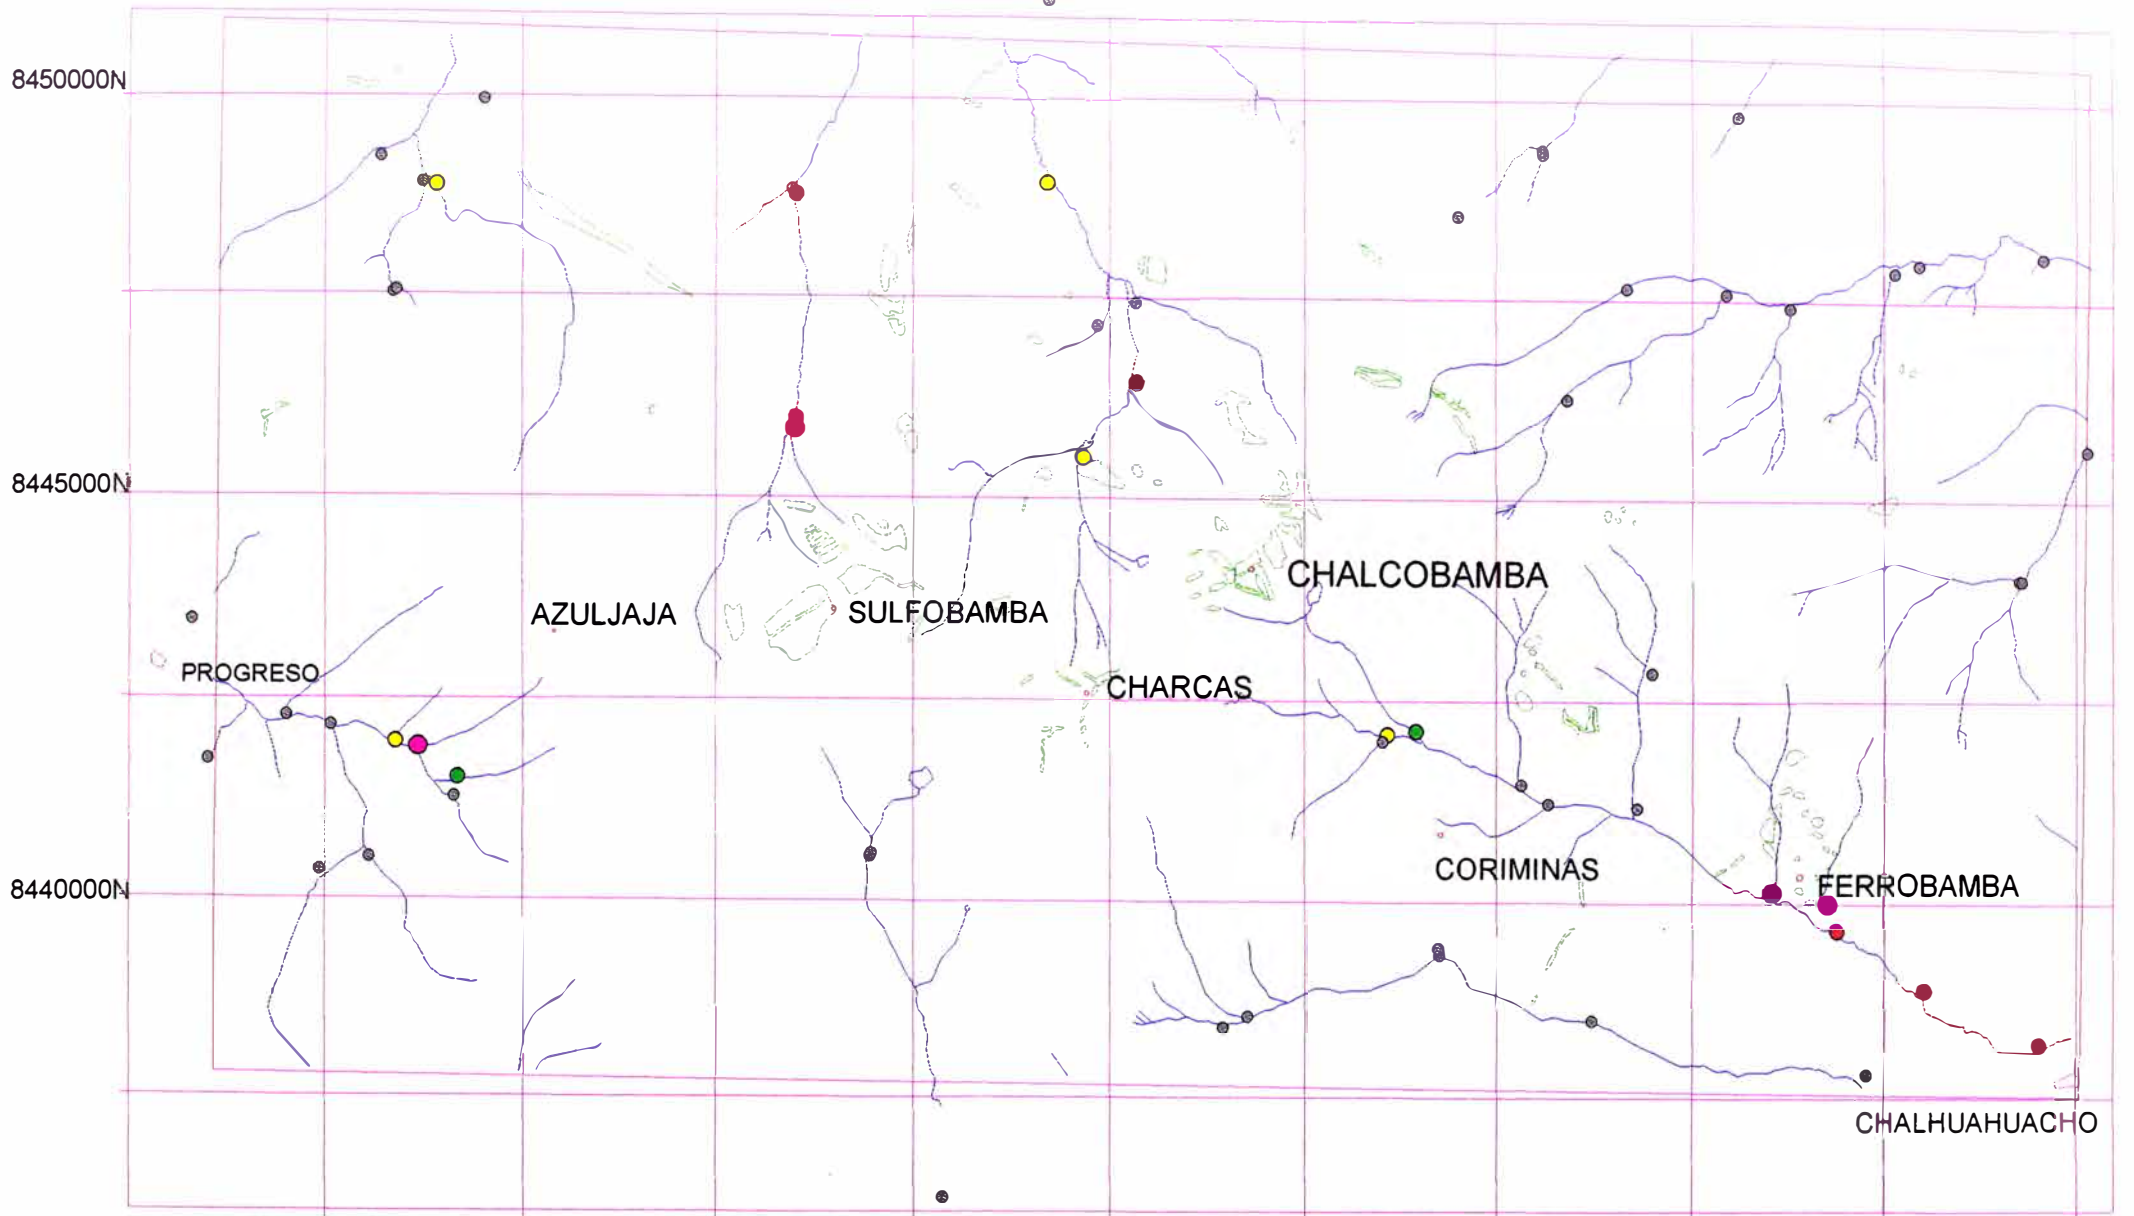 8450000N
8445000N
CHALCOBAMBA
AZULJAJA
SULFOBAMBA
PROGRESO
CHARCAS
CORIMINAS
8440000N
FERROBAMBA
CHALHUAHUACHO